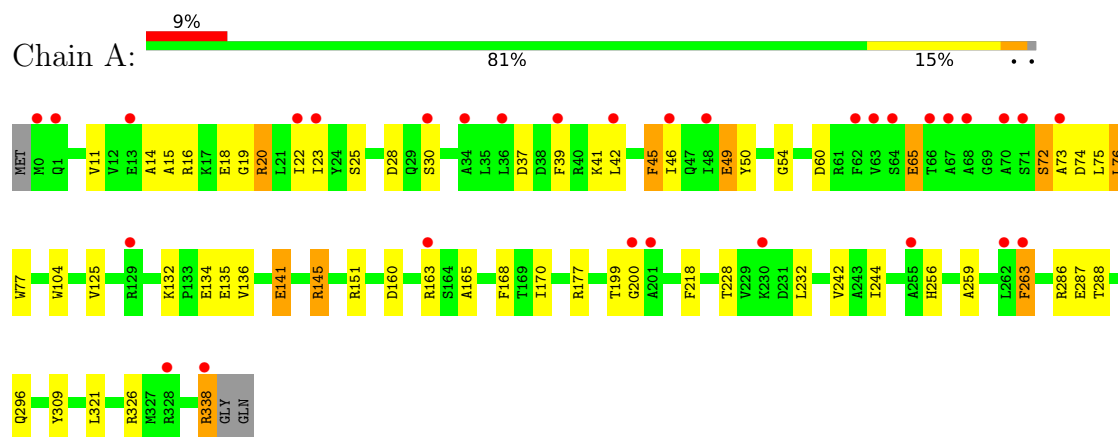 9%
Chain A:
81% 15% • •
MET M0 Q1 V11 V12 E13 A14 A15 R16 K17 E18 G19 R20 L21 I22 I23 Y24 S25 D28 Q29 S30 A34 L35 L36 D37 D38 F39 R40 K41 L42 F45 I46 Q47 I48 E49 Y50 G54 D60 R61 F62 V63 S64 E65 T66 A67 A68 G69 A70 S71 S72 A73 D74 L75 L76
W77 W104 V125 R129 K132 P133 E134 E135 V136 E141 R145 R151 D160 R163 S164 A165 F168 T169 I170 R177 T199 G200 A201 F218 T228 V229 K230 D231 L232 V242 A243 I244 A255 H256 A259 L262 F263 R286 E287 T288
Q296 Y309 L321 R326 M327 R328 R338 GLY GLN